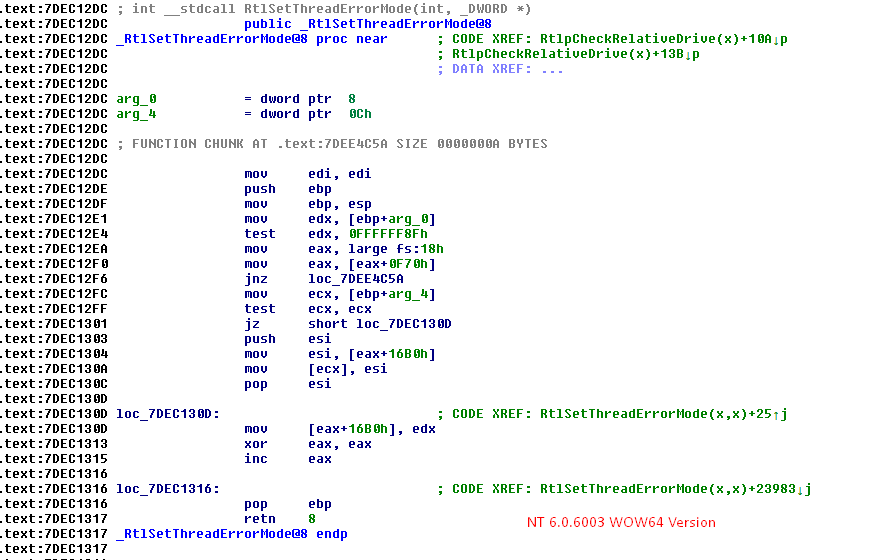 .text:7DEC12DC ; int __stdcall RtlSetThreadErrorMode(int, _DWORD *)
.text:7DEC12DC public _RtlSetThreadErrorMode@8
.text:7DEC12DC _RtlSetThreadErrorMode@8 proc near ; CODE XREF: RtlpCheckRelativeDrive(x)+10A↓p
.text:7DEC12DC ; RtlpCheckRelativeDrive(x)+13B↓p
.text:7DEC12DC ; DATA XREF: ...
.text:7DEC12DC
.text:7DEC12DC arg_0 = dword ptr 8
.text:7DEC12DC arg_4 = dword ptr 0Ch
.text:7DEC12DC
.text:7DEC12DC ; FUNCTION CHUNK AT .text:7DEE4C5A SIZE 0000000A BYTES
.text:7DEC12DC
.text:7DEC12DC mov edi, edi
.text:7DEC12DE push ebp
.text:7DEC12DF mov ebp, esp
.text:7DEC12E1 mov edx, [ebp+arg_0]
.text:7DEC12E4 test edx, 0FFFFFF8Fh
.text:7DEC12EA mov eax, large fs:18h
.text:7DEC12F0 mov eax, [eax+0F70h]
.text:7DEC12F6 jnz loc_7DEE4C5A
.text:7DEC12FC mov ecx, [ebp+arg_4]
.text:7DEC12FF test ecx, ecx
.text:7DEC1301 jz short loc_7DEC130D
.text:7DEC1303 push esi
.text:7DEC1304 mov esi, [eax+16B0h]
.text:7DEC130A mov [ecx], esi
.text:7DEC130C pop esi
.text:7DEC130D
.text:7DEC130D loc_7DEC130D: ; CODE XREF: RtlSetThreadErrorMode(x,x)+25↑j
.text:7DEC130D mov [eax+16B0h], edx
.text:7DEC1313 xor eax, eax
.text:7DEC1315 inc eax
.text:7DEC1316
.text:7DEC1316 loc_7DEC1316: ; CODE XREF: RtlSetThreadErrorMode(x,x)+23983↓j
.text:7DEC1316 pop ebp
.text:7DEC1317 retn 8
NT 6.0.6003 WOW64 Version
.text:7DEC1317 _RtlSetThreadErrorMode@8 endp
.text:7DEC1317